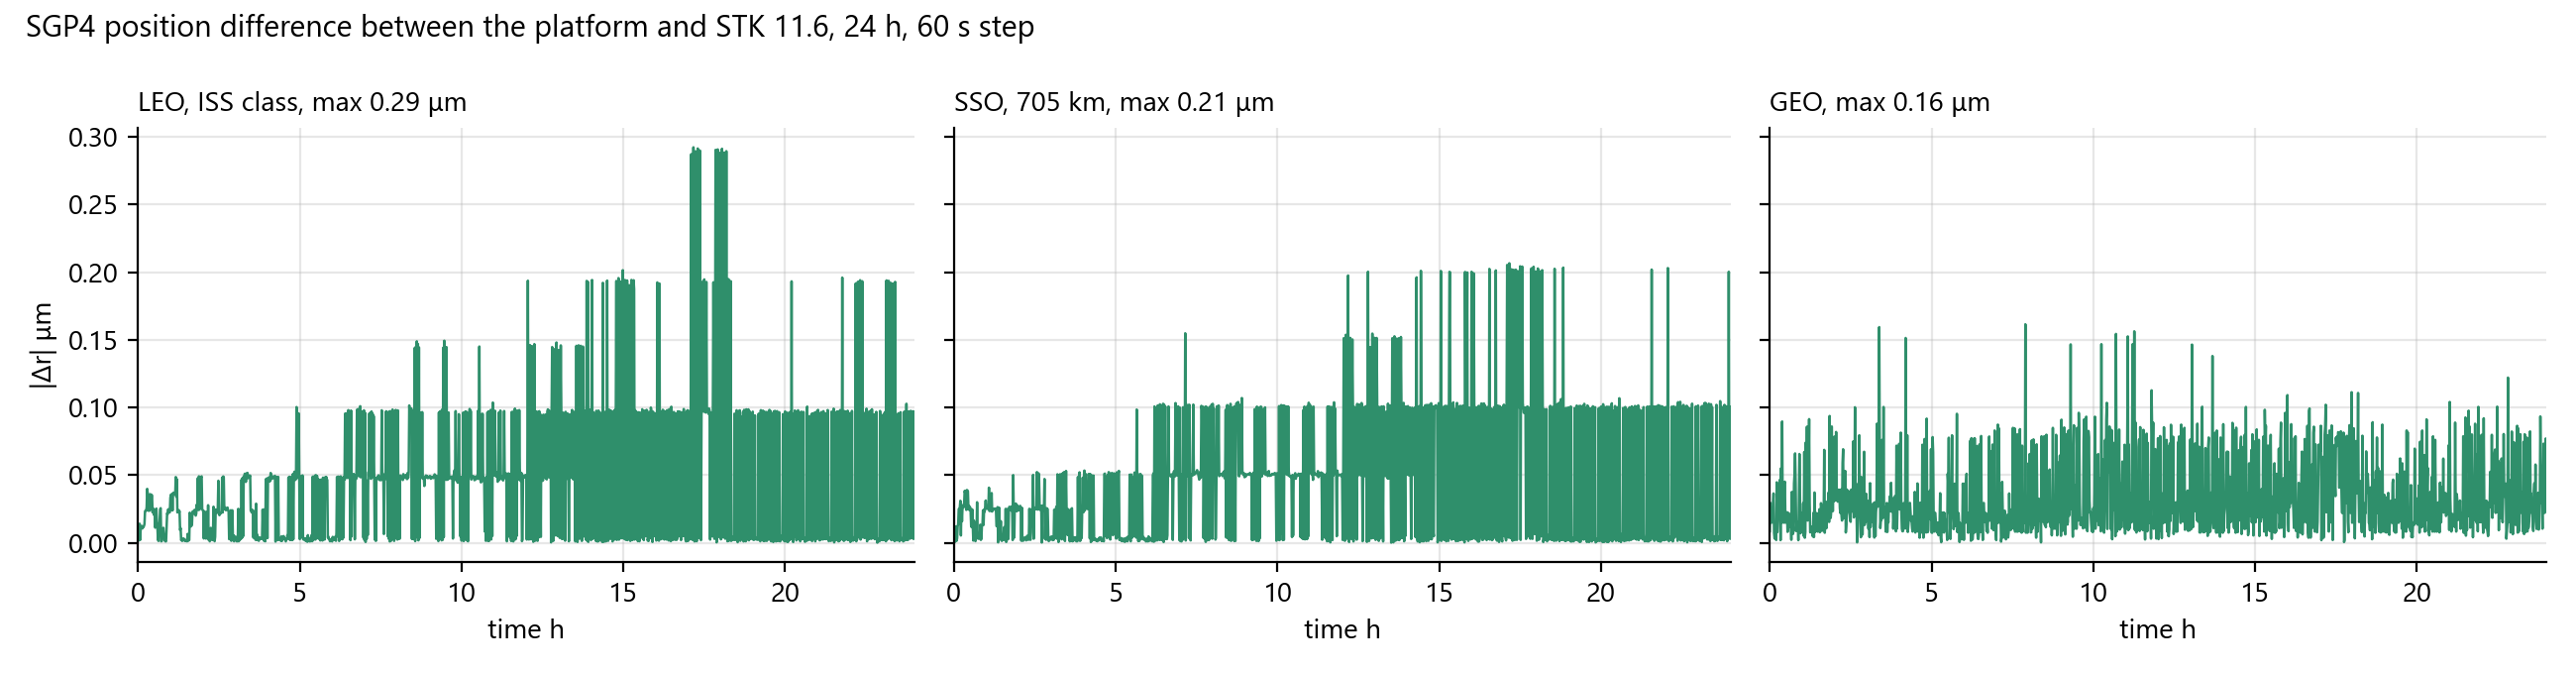 SGP4 position difference between the platform and STK 11.6, 24 h, 60 s step
LEO, ISS class, max 0.29 µm
SSO, 705 km, max 0.21 µm
GEO, max 0.16 µm
|Δr| µm
0.30
0.25
0.20
0.15
0.10
0.05
0.00
0 5 10 15 20
0 5 10 15 20
0 5 10 15 20
time h
time h
time h